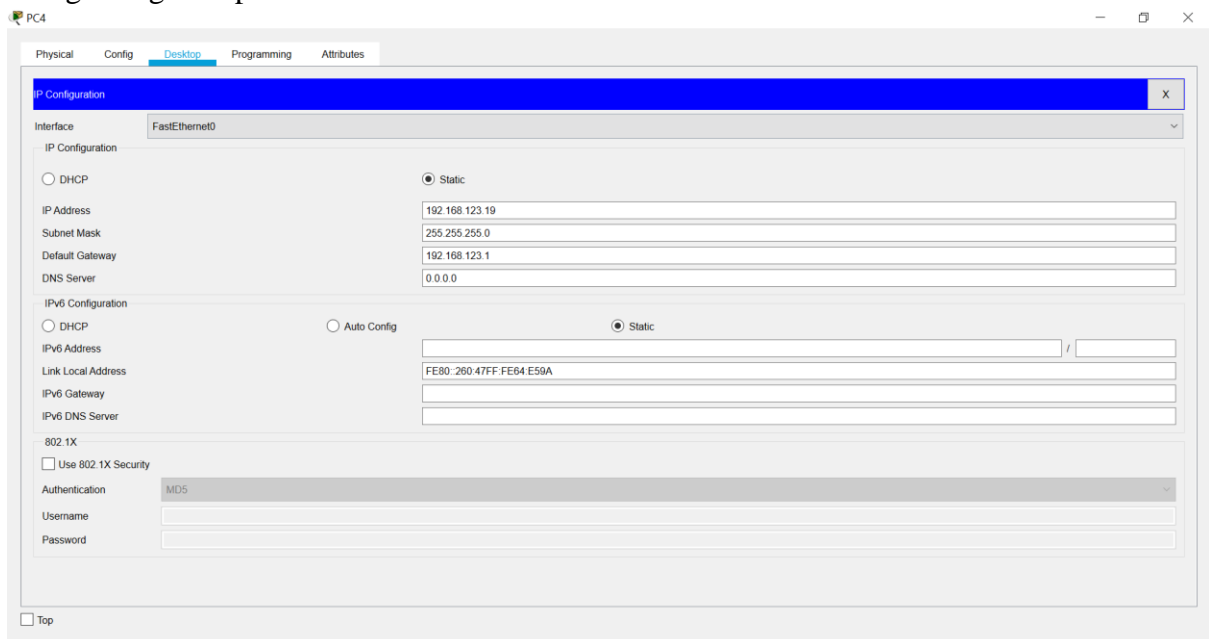 PC4
Physical Config Desktop Programming Attributes
IP Configuration X
Interface FastEthernet0
IP Configuration
DHCP Static
IP Address 192.168.123.19
Subnet Mask 255.255.255.0
Default Gateway 192.168.123.1
DNS Server 0.0.0.0
IPv6 Configuration
DHCP Auto Config Static
IPv6 Address /
Link Local Address FE80::260:47FF:FE64:E59A
IPv6 Gateway
IPv6 DNS Server
802.1X
Use 802.1X Security
Authentication MD5
Username
Password
Top